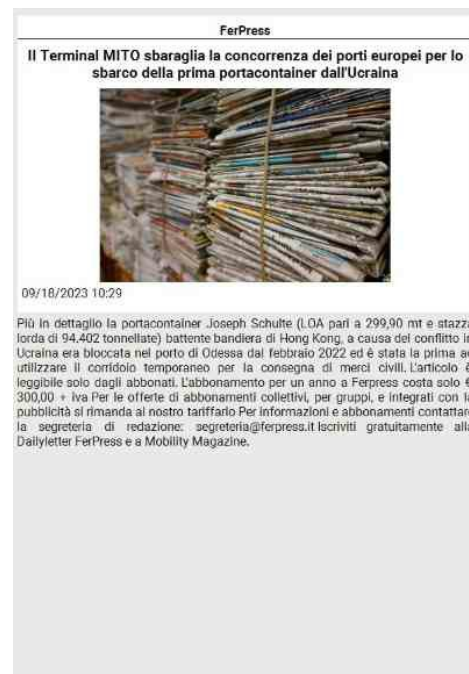 FerPress
Il Terminal MITO sbaraglia la concorrenza dei porti europei per lo
sbarco della prima portacontainer dall'Ucraina
09/18/2023 10:29
Più in dettaglio la portacontainer Joseph Schulte (LOA pari a 299,90 mt e stazza
lorda di 94.402 tonnellate) battente bandiera di Hong Kong, a causa del conflitto in
Ucraina era bloccata nel porto di Odessa dal febbraio 2022 ed è stata la prima ad
utilizzare il corridoio temporaneo per la consegna di merci civili. L'articolo è
leggibile solo dagli abbonati. L'abbonamento per un anno a Ferpress costa solo €
300,00 + iva Per le offerte di abbonamenti collettivi, per gruppi, e integrati con la
pubblicità si rimanda al nostro tariffario Per informazioni e abbonamenti contattare
la segreteria di redazione: segreteria@ferpress.it Iscriviti gratuitamente alla
Dailyletter FerPress e a Mobility Magazine.